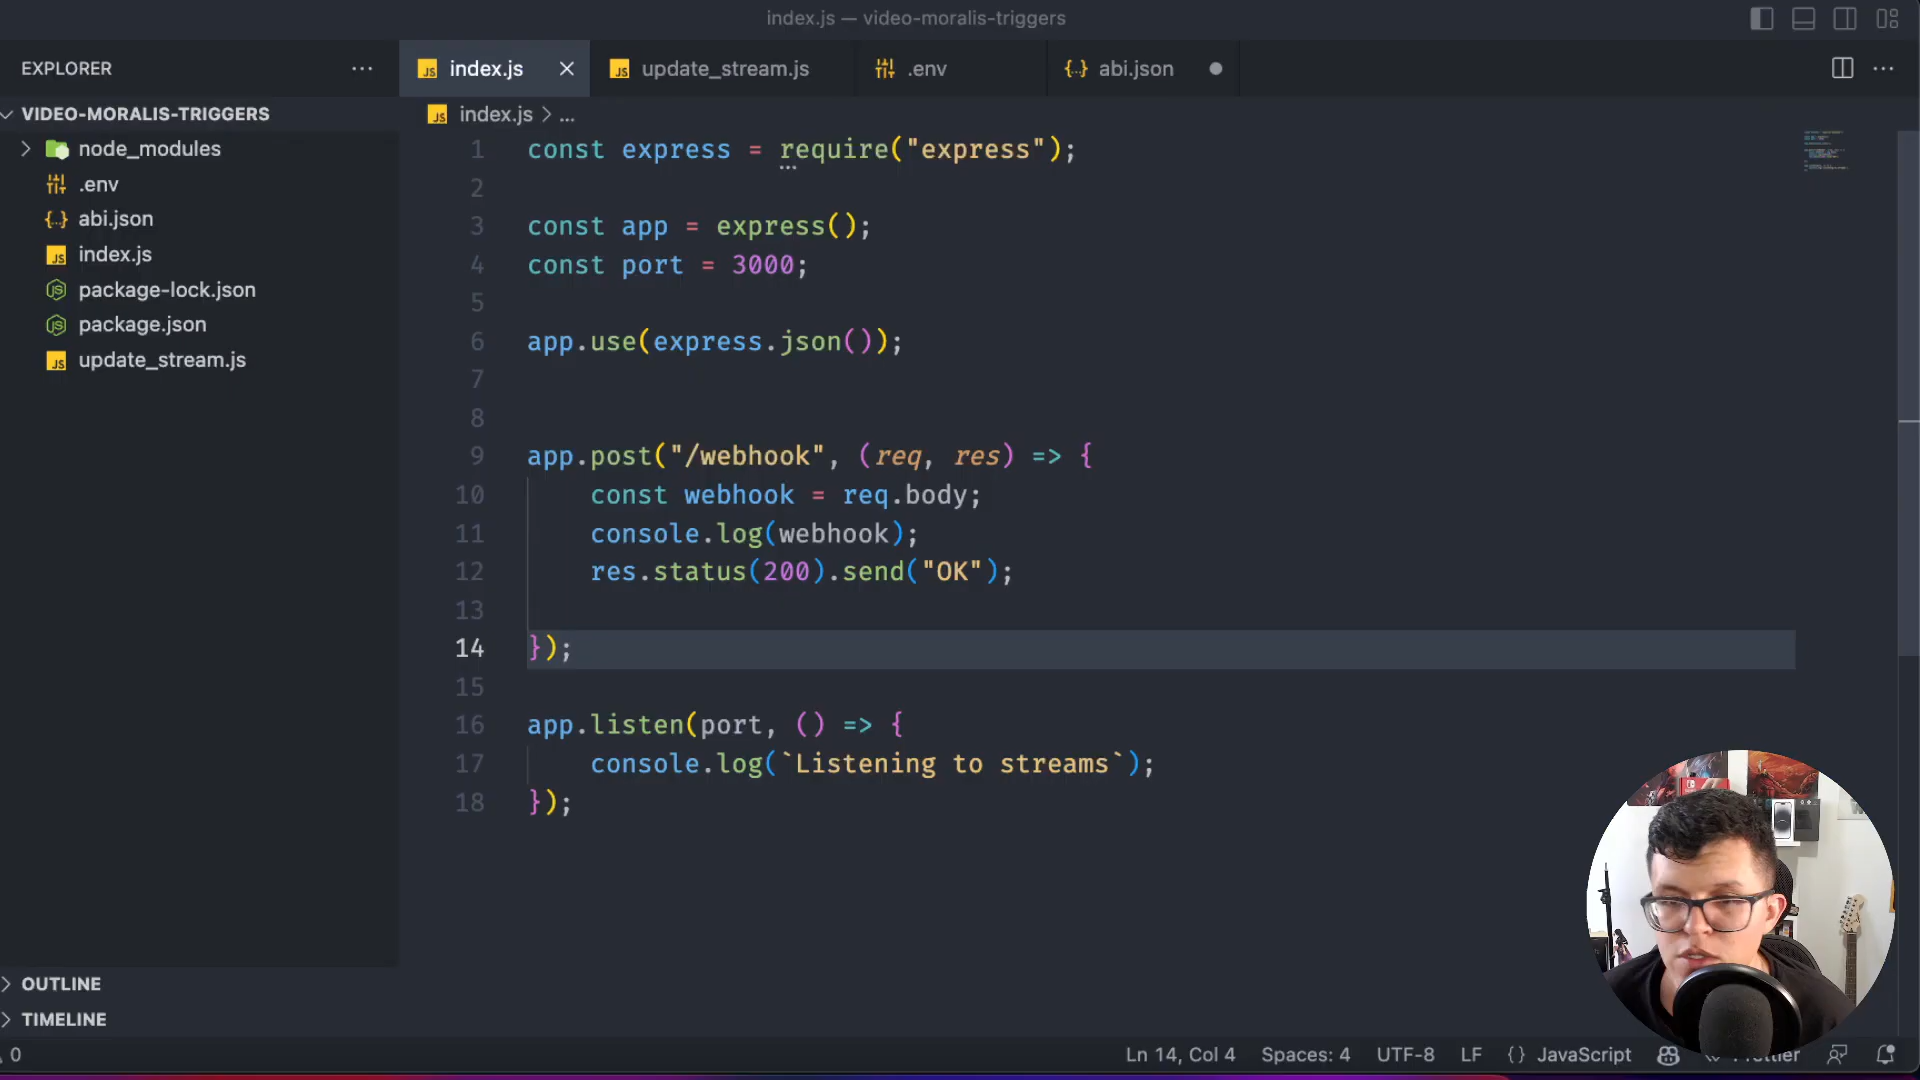 index.js — video-moralis-triggers
EXPLORER
index.js
update_stream.js
.env
abi.json
VIDEO-MORALIS-TRIGGERS
index.js > ...
node_modules
.env
abi.json
index.js
package-lock.json
package.json
update_stream.js
1 const express = require("express");
2
3 const app = express();
4 const port = 3000;
5
6 app.use(express.json());
7
8
9 app.post("/webhook", (req, res) => {
10 const webhook = req.body;
11 console.log(webhook);
12 res.status(200).send("OK");
13
14 });
15
16 app.listen(port, () => {
17 console.log(`Listening to streams`);
18 });
OUTLINE
TIMELINE
0
Ln 14, Col 4
Spaces: 4
UTF-8
LF
{} JavaScript